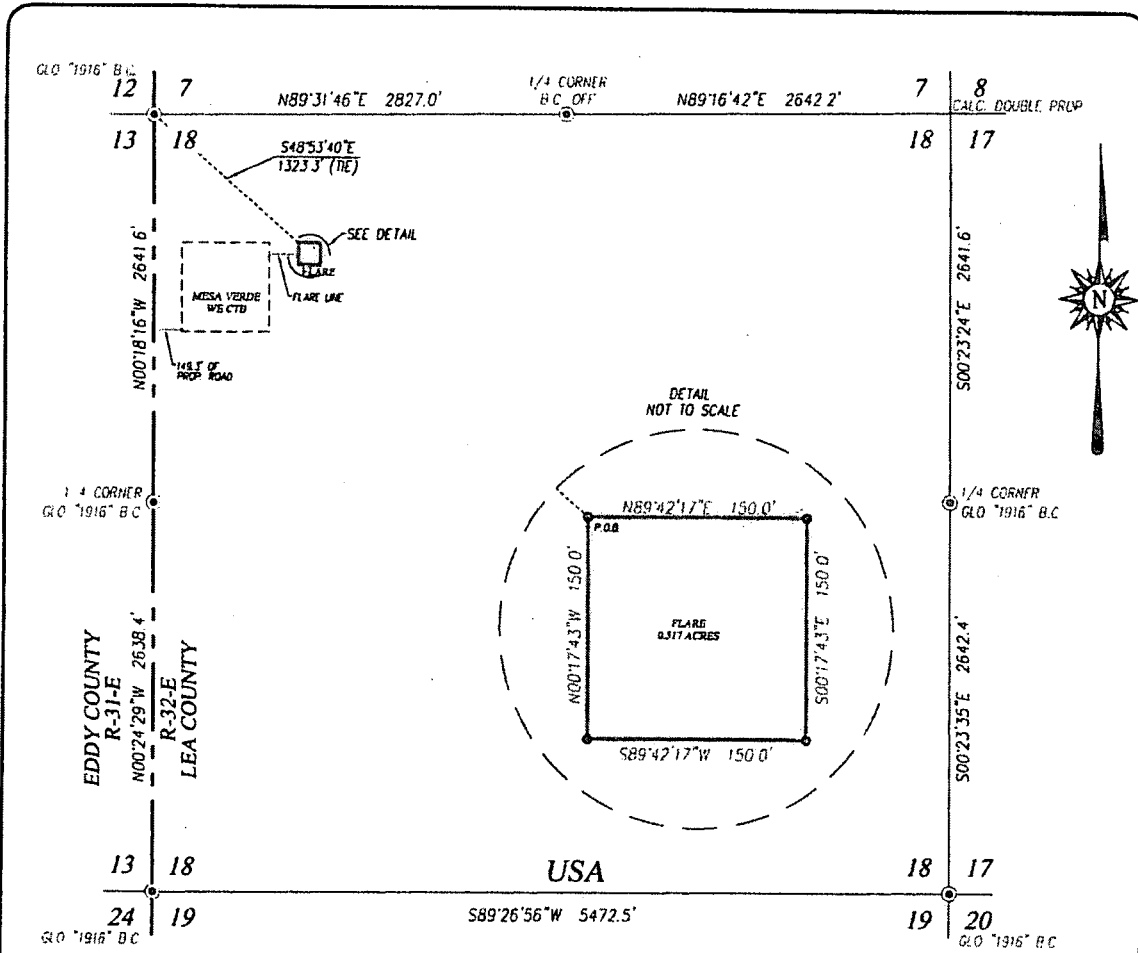 GLO "1916" B.C.
12 7
N89°31'46"E 2827.0'
1/4 CORNER
B.C. OFF
N89°16'42"E 2642.2'
7 8
CALC. DOUBLE PROP
13 18
18 17
S48°53'40"E
1323.3' (TIE)
SEE DETAIL
FLARE
FLARE LINE
MESA VERDE
CTB
149.3' OF
PROP. ROAD
N00°18'16"W 2641.6'
S00°23'24"E 2641.6'
N
DETAIL
NOT TO SCALE
1/4 CORNER
GLO "1916" B.C
1/4 CORNER
GLO "1916" B.C
N89°42'17"E 150.0'
P.O.B.
N00°17'43"W 150.0'
FLARE
0.517 ACRES
S00°17'43"E 150.0'
S89°42'17"W 150.0'
EDDY COUNTY
R-31-E
N00°24'29"W 2638.4'
R-32-E
LEA COUNTY
S00°23'35"E 2642.4'
13 18
USA
18 17
24 19
S89°26'56"W 5472.5'
19 20
GLO "1916" B.C
GLO "1916" B.C